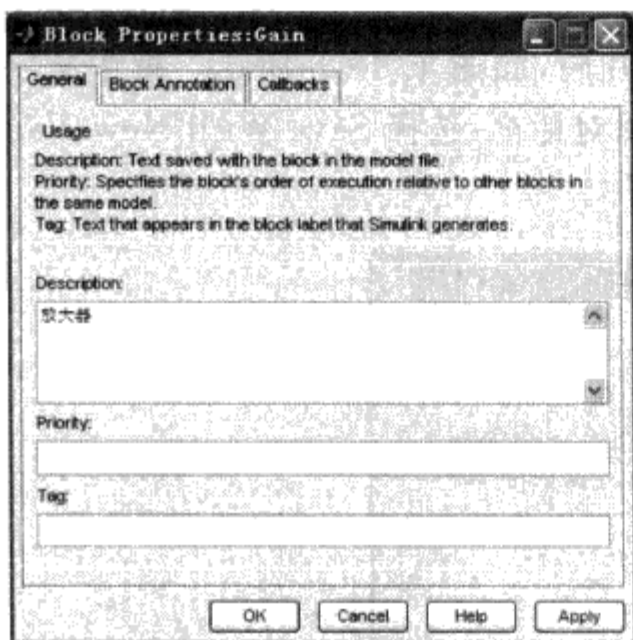 Block Properties:Gain
General Block Annotation Callbacks
Usage
Description: Text saved with the block in the model file.
Priority: Specifies the block's order of execution relative to other blocks in
the same model.
Tag: Text that appears in the block label that Simulink generates.
Description:
放大器
Priority:
Tag:
OK Cancel Help Apply